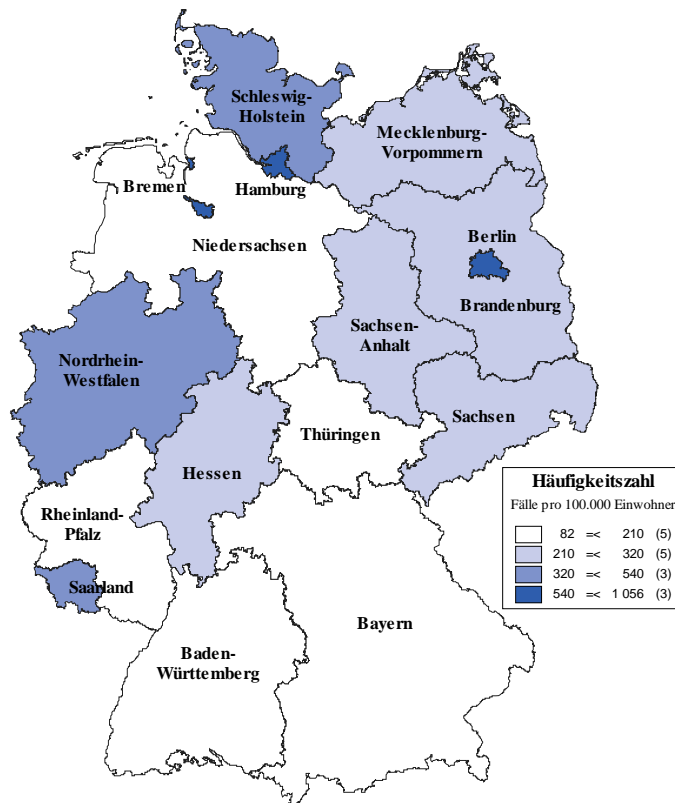 Schleswig-
Holstein
Mecklenburg-
Vorpommern
Bremen
Hamburg
Niedersachsen
Berlin
Brandenburg
Sachsen-
Anhalt
Nordrhein-
Westfalen
Sachsen
Thüringen
Hessen
Rheinland-
Pfalz
Saarland
Bayern
Baden-
Württemberg
Häufigkeitszahl
Fälle pro 100.000 Einwohner
82 =< 210 (5)
210 =< 320 (5)
320 =< 540 (3)
540 =< 1 056 (3)